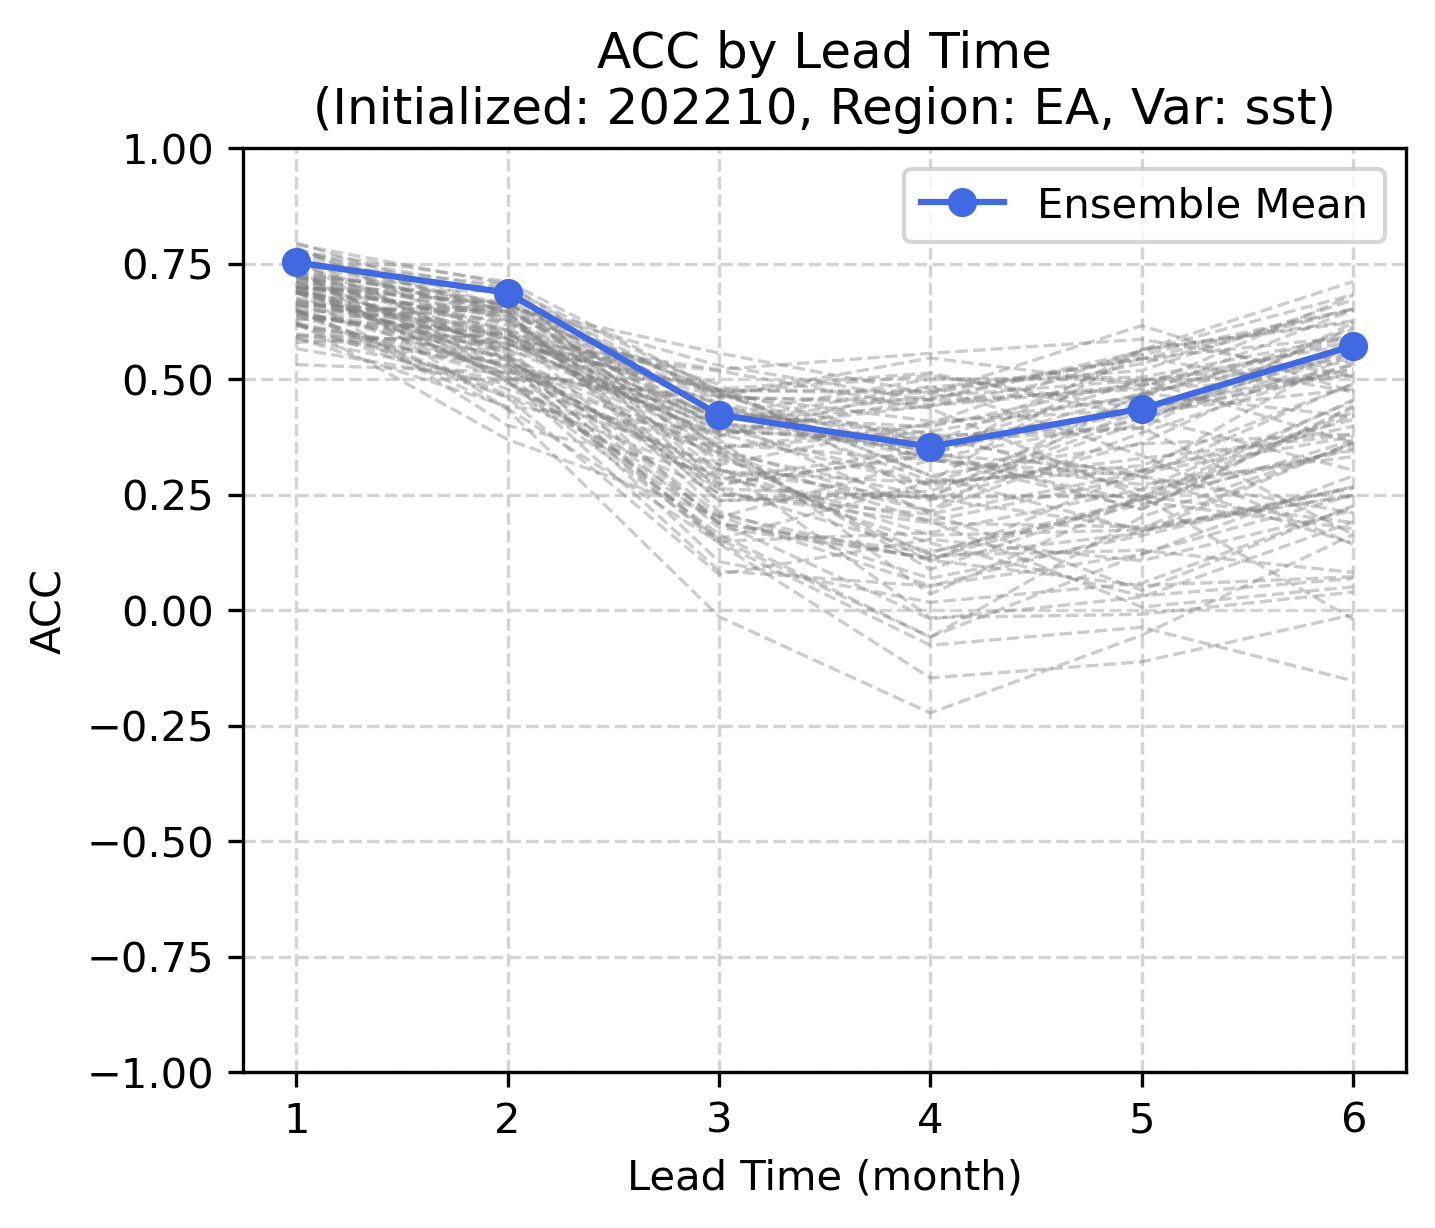 ACC by Lead Time
(Initialized: 202210, Region: EA, Var: sst)
Ensemble Mean
1.00
0.75
0.50
0.25
0.00
−0.25
−0.50
−0.75
−1.00
ACC
1 2 3 4 5 6
Lead Time (month)